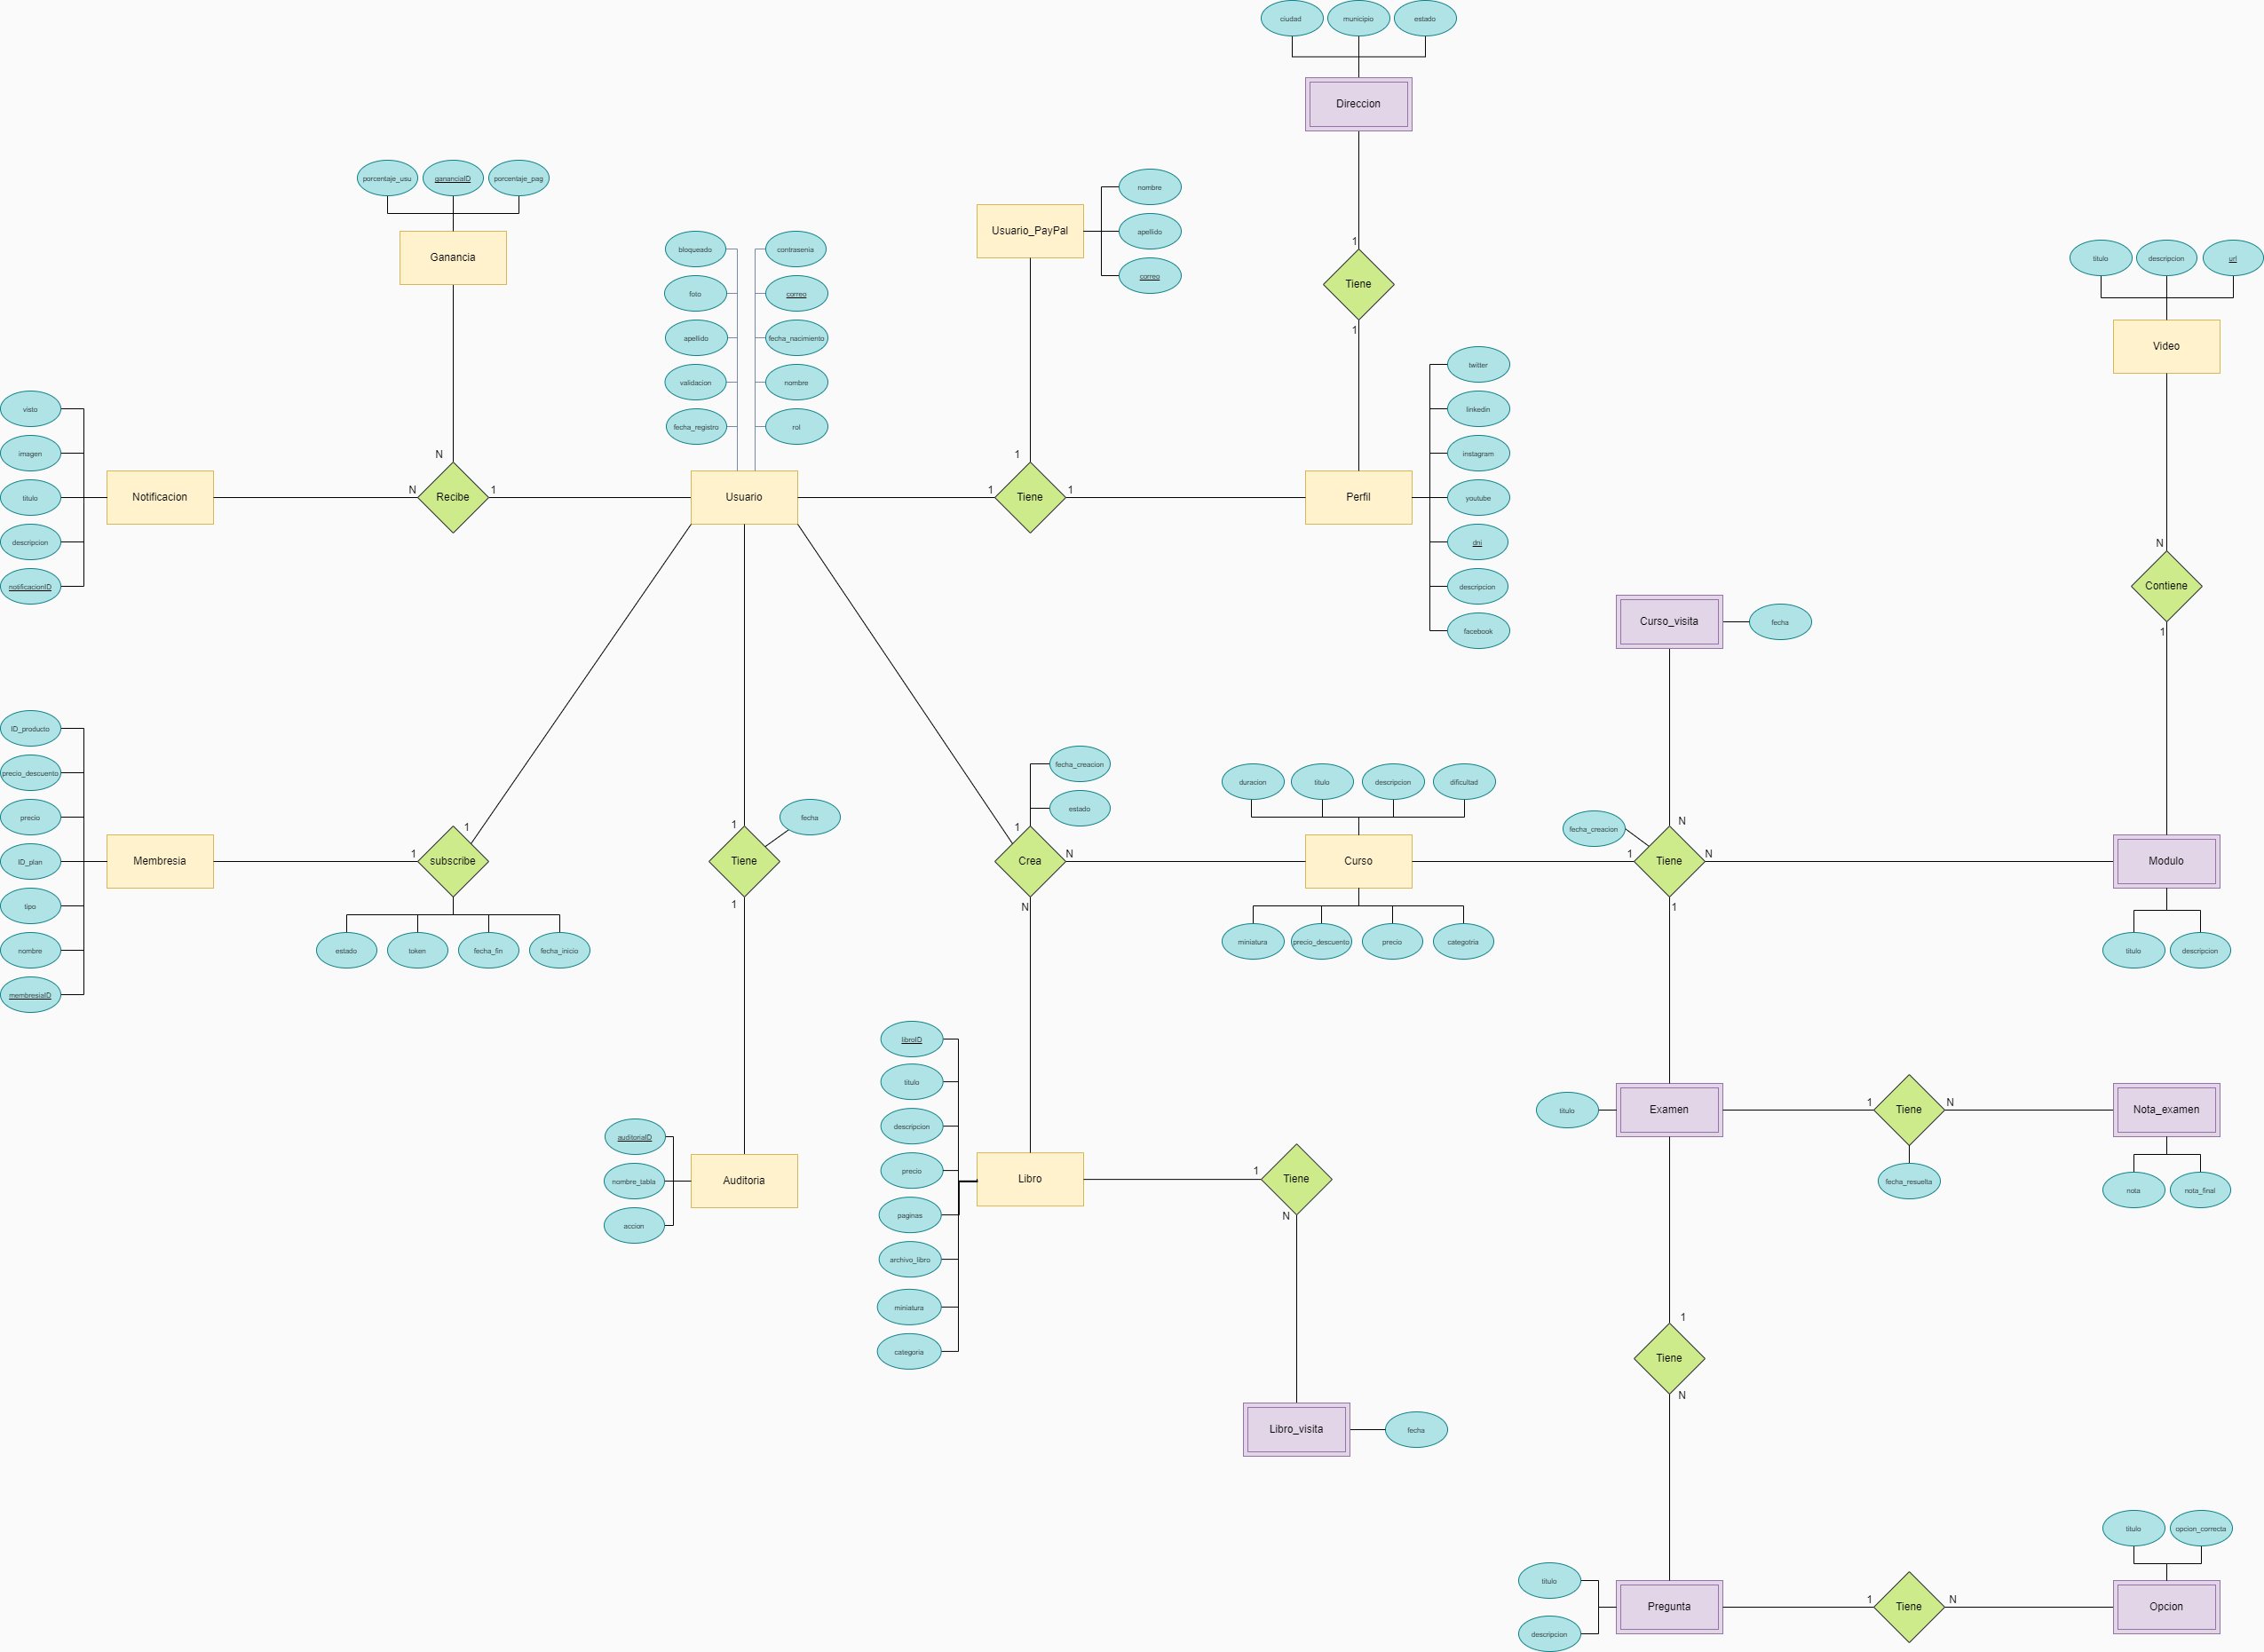 ciudad
municipio
estado
Direccion
1
Tiene
1
porcentaje_usu
gananciaID
porcentaje_pag
Ganancia
N
nombre
apellido
correo
Usuario_PayPal
1
bloqueado
foto
apellido
validacion
fecha_registro
contrasenia
correo
fecha_nacimiento
nombre
rol
titulo
descripcion
url
Video
N
Contiene
1
visto
imagen
titulo
descripcion
notificacionID
Notificacion
N
Recibe
1
Usuario
1
Tiene
1
Perfil
twitter
linkedin
instagram
youtube
dni
descripcion
facebook
Curso_visita
fecha
N
ID_producto
precio_descuento
precio
ID_plan
tipo
nombre
membresiaID
Membresia
1
subscribe
1
estado
token
fecha_fin
fecha_inicio
1
Tiene
fecha
1
fecha_creacion
estado
1
Crea
N
N
duracion
titulo
descripcion
dificultad
Curso
miniatura
precio_descuento
precio
categotria
fecha_creacion
1
Tiene
N
1
Modulo
titulo
descripcion
auditoriaID
nombre_tabla
accion
Auditoria
libroID
titulo
descripcion
precio
paginas
archivo_libro
miniatura
categoria
Libro
1
Tiene
N
Libro_visita
fecha
titulo
Examen
1
Tiene
N
fecha_resuelta
Nota_examen
nota
nota_final
1
Tiene
N
titulo
descripcion
Pregunta
1
Tiene
N
titulo
opcion_correcta
Opcion